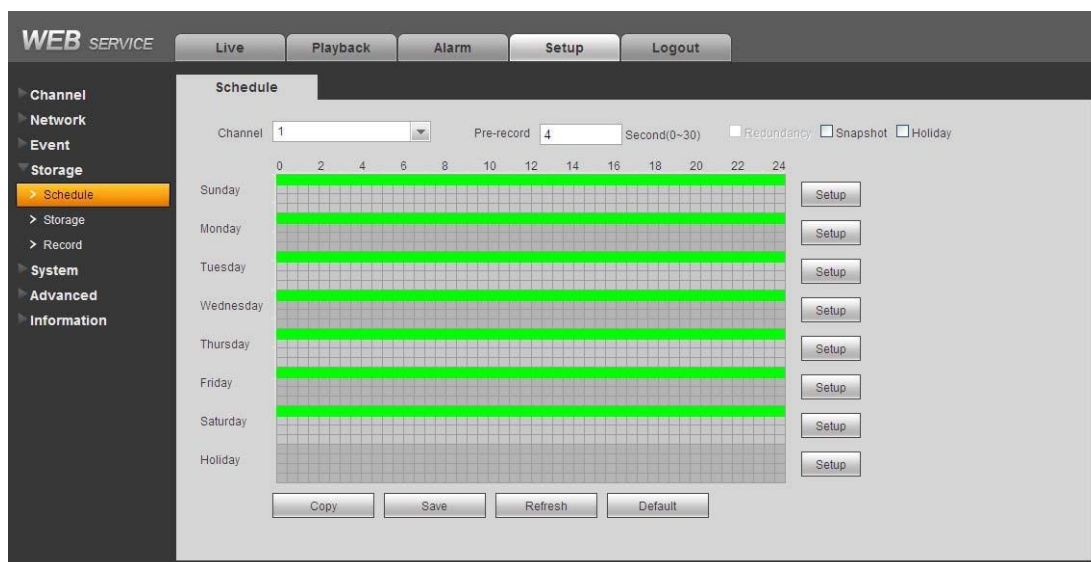 WEB SERVICE
Live Playback Alarm Setup Logout
Channel
Network
Event
Storage
> Schedule
> Storage
> Record
System
Advanced
Information
Schedule
Channel 1 Pre-record 4 Second(0~30) Redundancy Snapshot Holiday
0 2 4 6 8 10 12 14 16 18 20 22 24
Sunday Setup
Monday Setup
Tuesday Setup
Wednesday Setup
Thursday Setup
Friday Setup
Saturday Setup
Holiday Setup
Copy Save Refresh Default